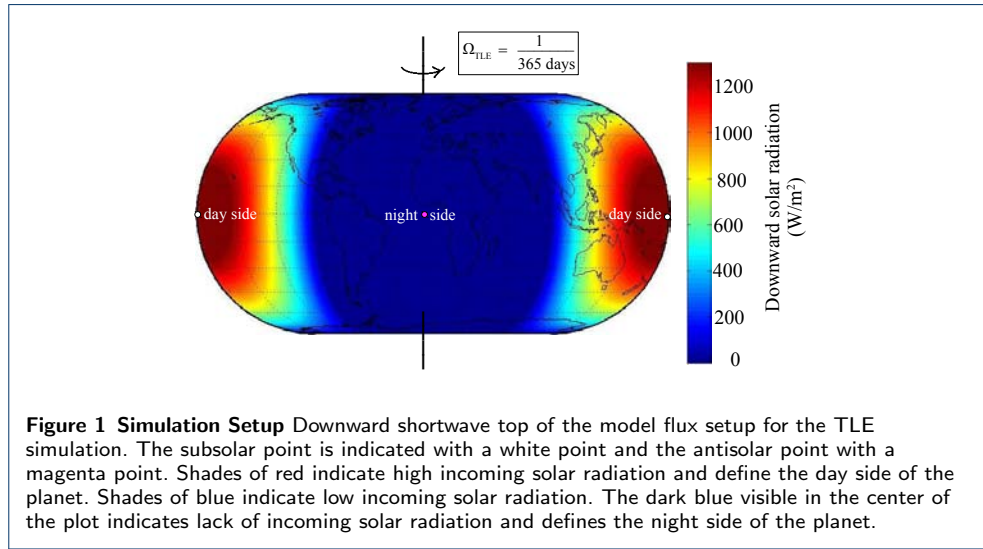 Ω_TLE = 1 / 365 days
1200
1000
800
600
400
200
0
Downward solar radiation
(W/m²)
day side
night side
day side
Figure 1 Simulation Setup Downward shortwave top of the model flux setup for the TLE
simulation. The subsolar point is indicated with a white point and the antisolar point with a
magenta point. Shades of red indicate high incoming solar radiation and define the day side of the
planet. Shades of blue indicate low incoming solar radiation. The dark blue visible in the center of
the plot indicates lack of incoming solar radiation and defines the night side of the planet.